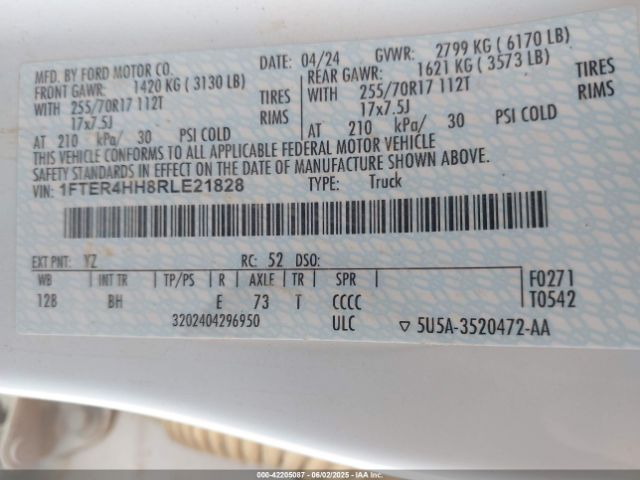 MFD. BY FORD MOTOR CO. DATE: 04/24 GVWR: 2799 KG ( 6170 LB)
FRONT GAWR: 1420 KG ( 3130 LB) REAR GAWR: 1621 KG ( 3573 LB)
WITH 255/70R17 112T TIRES WITH 255/70R17 112T TIRES
17x7.5J RIMS 17x7.5J RIMS
AT 210 kPa/ 30 PSI COLD AT 210 kPa/ 30 PSI COLD
THIS VEHICLE CONFORMS TO ALL APPLICABLE FEDERAL MOTOR VEHICLE
SAFETY STANDARDS IN EFFECT ON THE DATE OF MANUFACTURE SHOWN ABOVE.
VIN: 1FTER4HH8RLE21828 TYPE: Truck
EXT PNT: YZ RC: 52 DSO:
WB INT TR TP/PS R AXLE TR SPR F0271
128 BH E 73 T CCCC T0542
3202404296950 ULC ▽ 5U5A-3520472-AA
000-42205087 - 06/02/2025 - IAAI